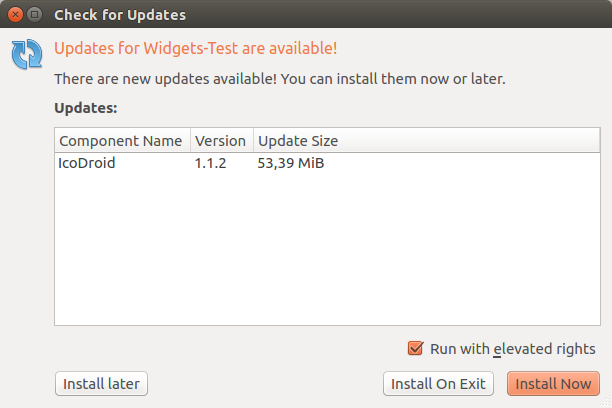 Check for Updates
Updates for Widgets-Test are available!
There are new updates available! You can install them now or later.
Updates:
Component Name Version Update Size
IcoDroid 1.1.2 53,39 MiB
Run with elevated rights
Install later Install On Exit Install Now